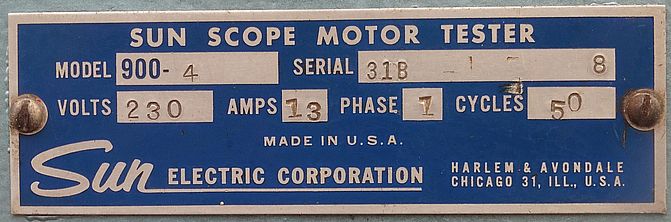 SUN SCOPE MOTOR TESTER
MODEL 900-4 SERIAL 31B - 1 - 8
VOLTS 230 AMPS 13 PHASE 1 CYCLES 50
MADE IN U.S.A.
Sun ELECTRIC CORPORATION
HARLEM & AVONDALE
CHICAGO 31, ILL., U.S.A.